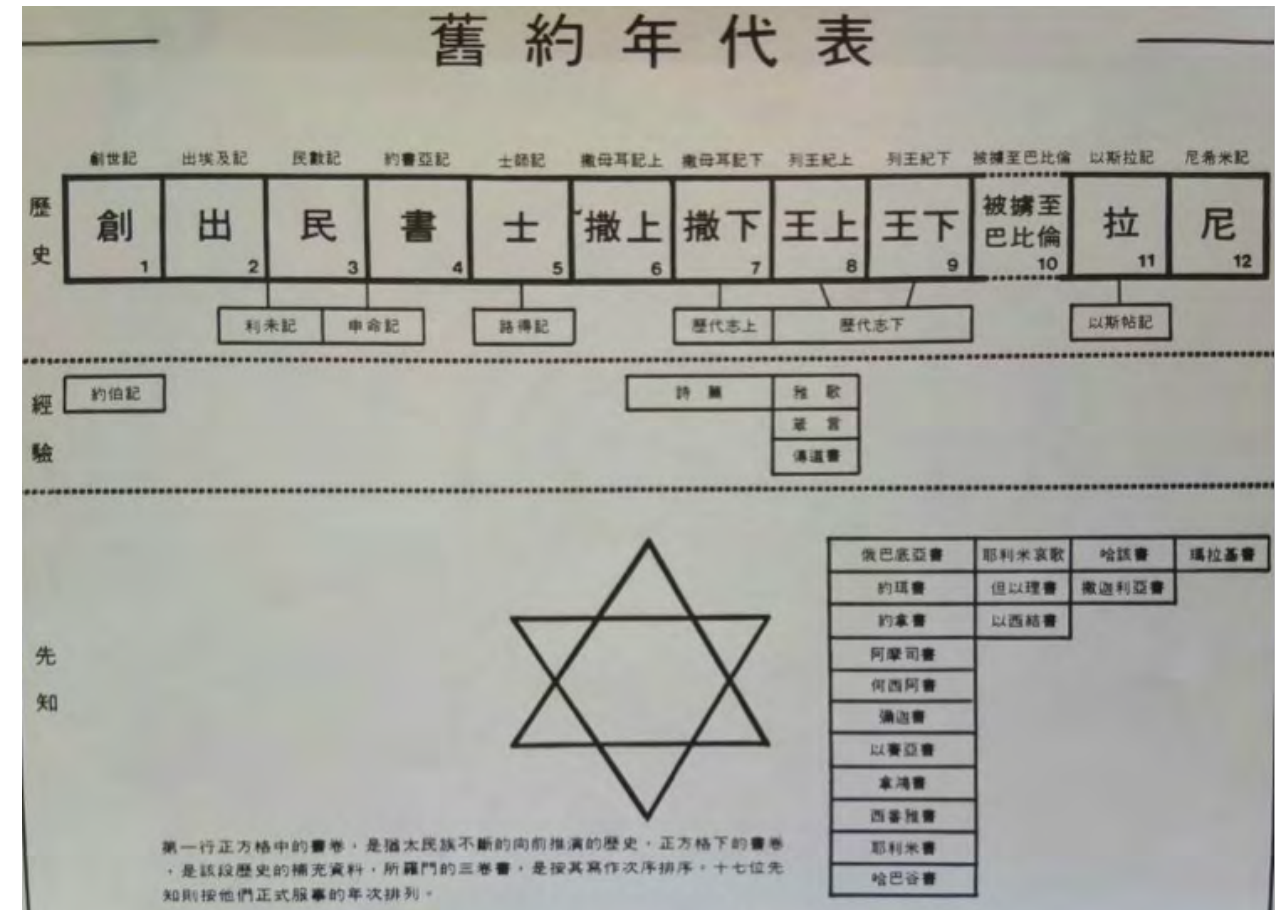 舊約年代表
創世記 出埃及記 民數記 約書亞記 士師記 撒母耳記上 撒母耳記下 列王紀上 列王紀下 被擄至巴比倫 以斯拉記 尼希米記
歷史
創 出 民 書 士 撒上 撒下 王上 王下 被擄至巴比倫 拉 尼
1 2 3 4 5 6 7 8 9 10 11 12
利未記 申命記 路得記 歷代志上 歷代志下 以斯帖記
經驗
約伯記 詩篇 雅歌
箴言
傳道書
先知
俄巴底亞書 耶利米哀歌 哈該書 瑪拉基書
約珥書 但以理書 撒迦利亞書
約拿書 以西結書
阿摩司書
何西阿書
彌迦書
以賽亞書
拿鴻書
西番雅書
耶利米書
哈巴谷書
第一行正方格中的書卷,是猶太民族不斷的向前推演的歷史,正方格下的書卷
,是該段歷史的補充資料,所羅門的三卷書,是按其寫作次序排序,十七位先
知則按他們正式服事的年次排列。